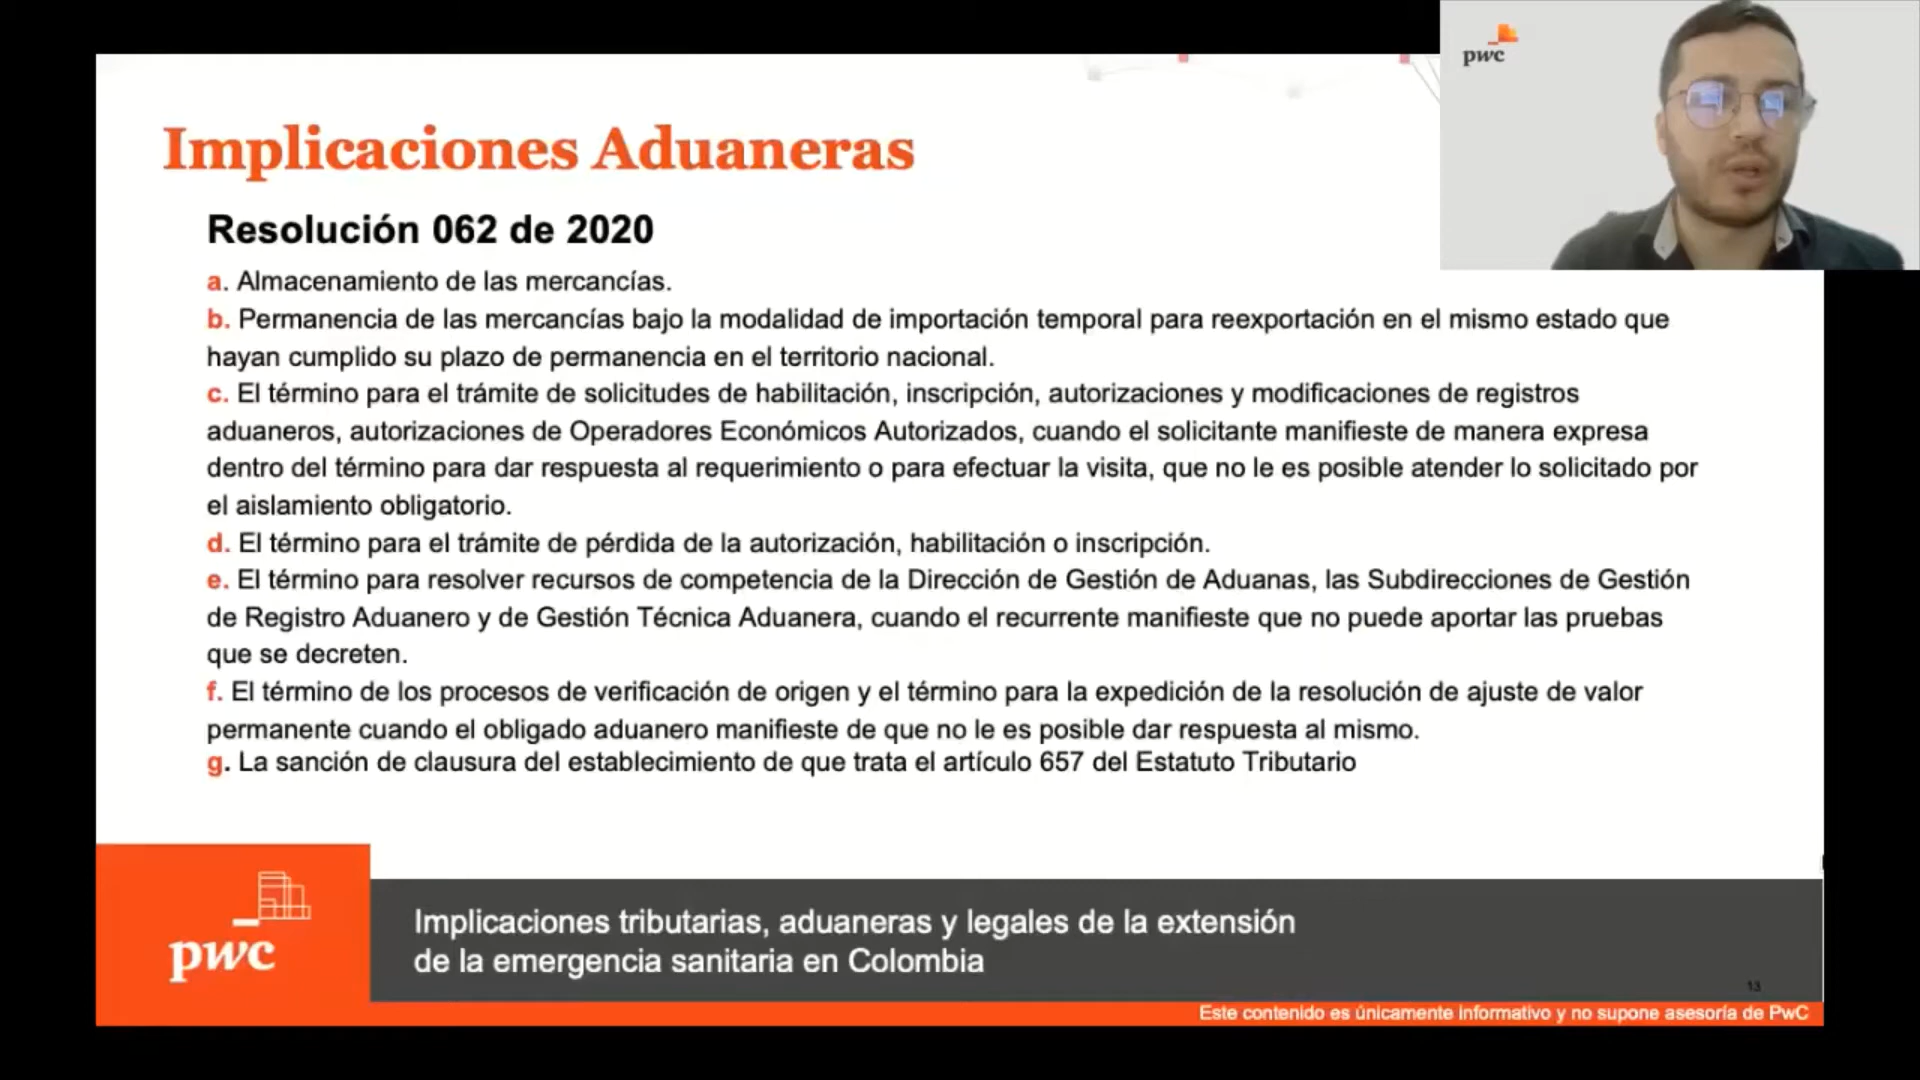 pwc
Implicaciones Aduaneras
Resolución 062 de 2020
a. Almacenamiento de las mercancías.
b. Permanencia de las mercancías bajo la modalidad de importación temporal para reexportación en el mismo estado que
hayan cumplido su plazo de permanencia en el territorio nacional.
c. El término para el trámite de solicitudes de habilitación, inscripción, autorizaciones y modificaciones de registros
aduaneros, autorizaciones de Operadores Económicos Autorizados, cuando el solicitante manifieste de manera expresa
dentro del término para dar respuesta al requerimiento o para efectuar la visita, que no le es posible atender lo solicitado por
el aislamiento obligatorio.
d. El término para el trámite de pérdida de la autorización, habilitación o inscripción.
e. El término para resolver recursos de competencia de la Dirección de Gestión de Aduanas, las Subdirecciones de Gestión
de Registro Aduanero y de Gestión Técnica Aduanera, cuando el recurrente manifieste que no puede aportar las pruebas
que se decreten.
f. El término de los procesos de verificación de origen y el término para la expedición de la resolución de ajuste de valor
permanente cuando el obligado aduanero manifieste de que no le es posible dar respuesta al mismo.
g. La sanción de clausura del establecimiento de que trata el artículo 657 del Estatuto Tributario
pwc
Implicaciones tributarias, aduaneras y legales de la extensión
de la emergencia sanitaria en Colombia
13
Este contenido es únicamente informativo y no supone asesoría de PwC